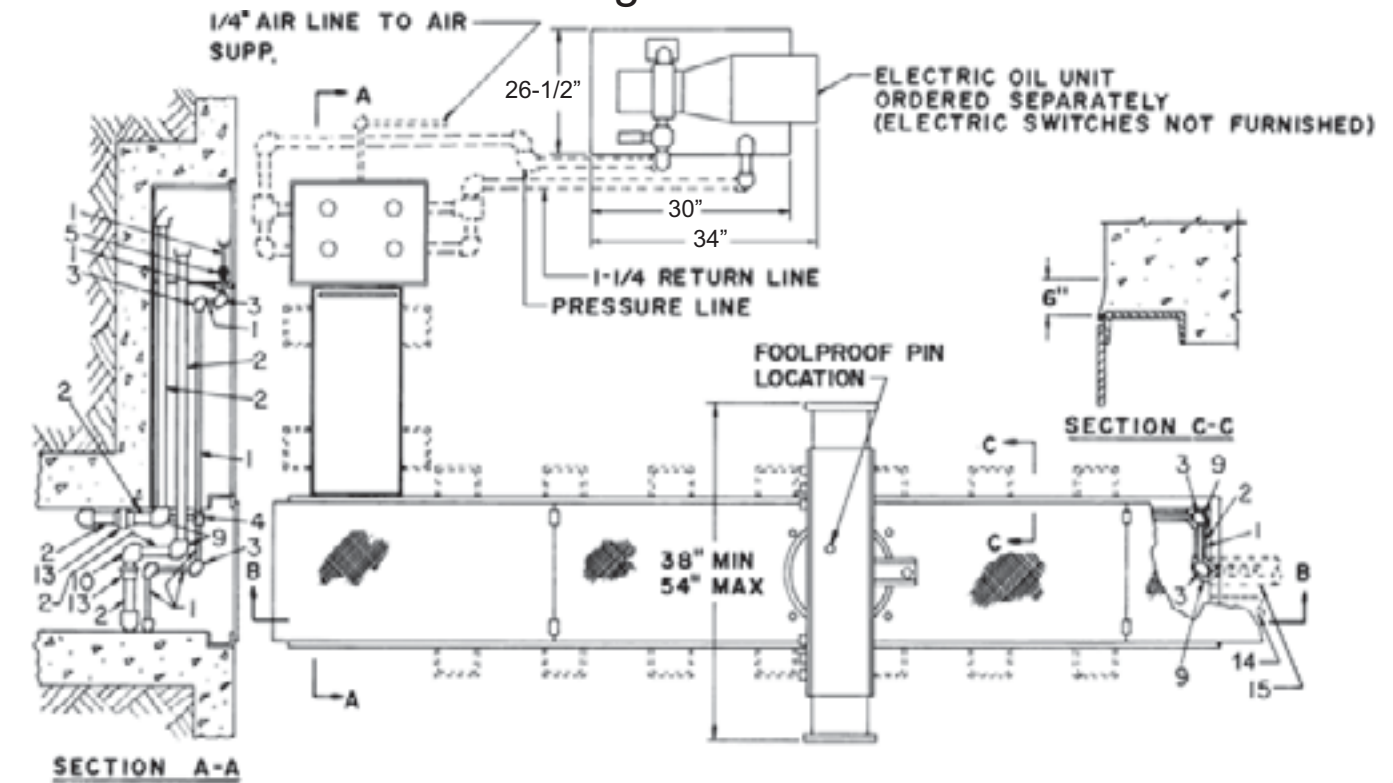 1/4" AIR LINE TO AIR
SUPP.
A
26-1/2”
ELECTRIC OIL UNIT
ORDERED SEPARATELY
(ELECTRIC SWITCHES NOT FURNISHED)
30”
34”
1-1/4 RETURN LINE
PRESSURE LINE
1
5
1
3
3
1
2
2
2
1
4
9
3
2
13
10
2
13
2
1
B
A
SECTION A-A
FOOLPROOF PIN
LOCATION
38" MIN
54" MAX
C
C
6"
SECTION C-C
3
9
2
1
3
B
9
14
15